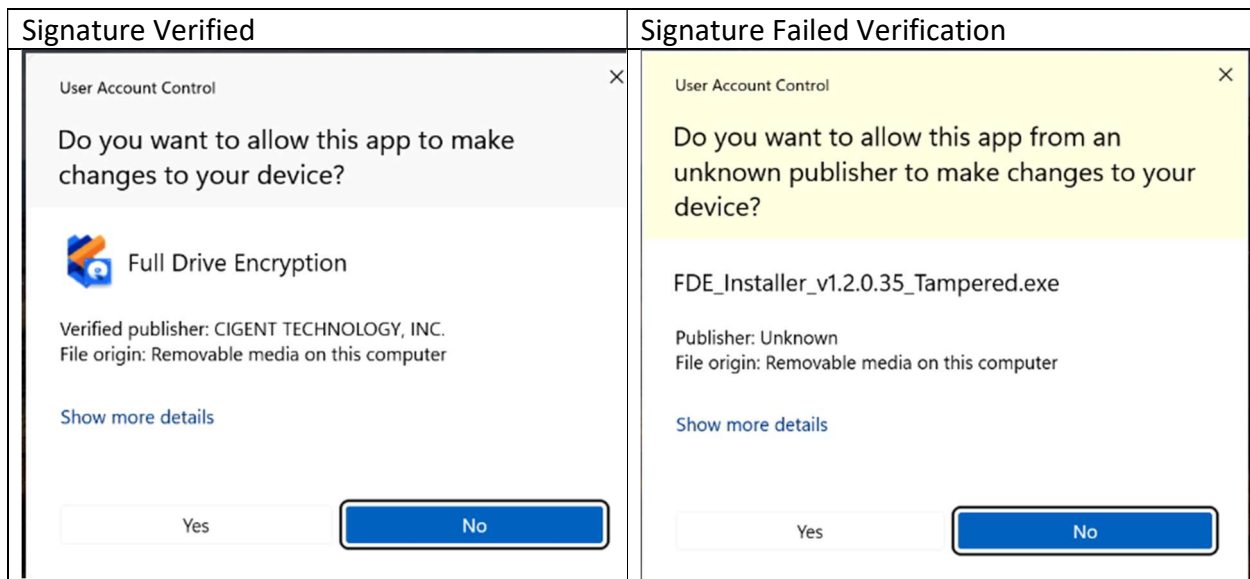 Signature Verified
User Account Control
Do you want to allow this app to make
changes to your device?
Full Drive Encryption
Verified publisher: CIGENT TECHNOLOGY, INC.
File origin: Removable media on this computer
Show more details
Yes
No
Signature Failed Verification
User Account Control
Do you want to allow this app from an
unknown publisher to make changes to your
device?
FDE_Installer_v1.2.0.35_Tampered.exe
Publisher: Unknown
File origin: Removable media on this computer
Show more details
Yes
No